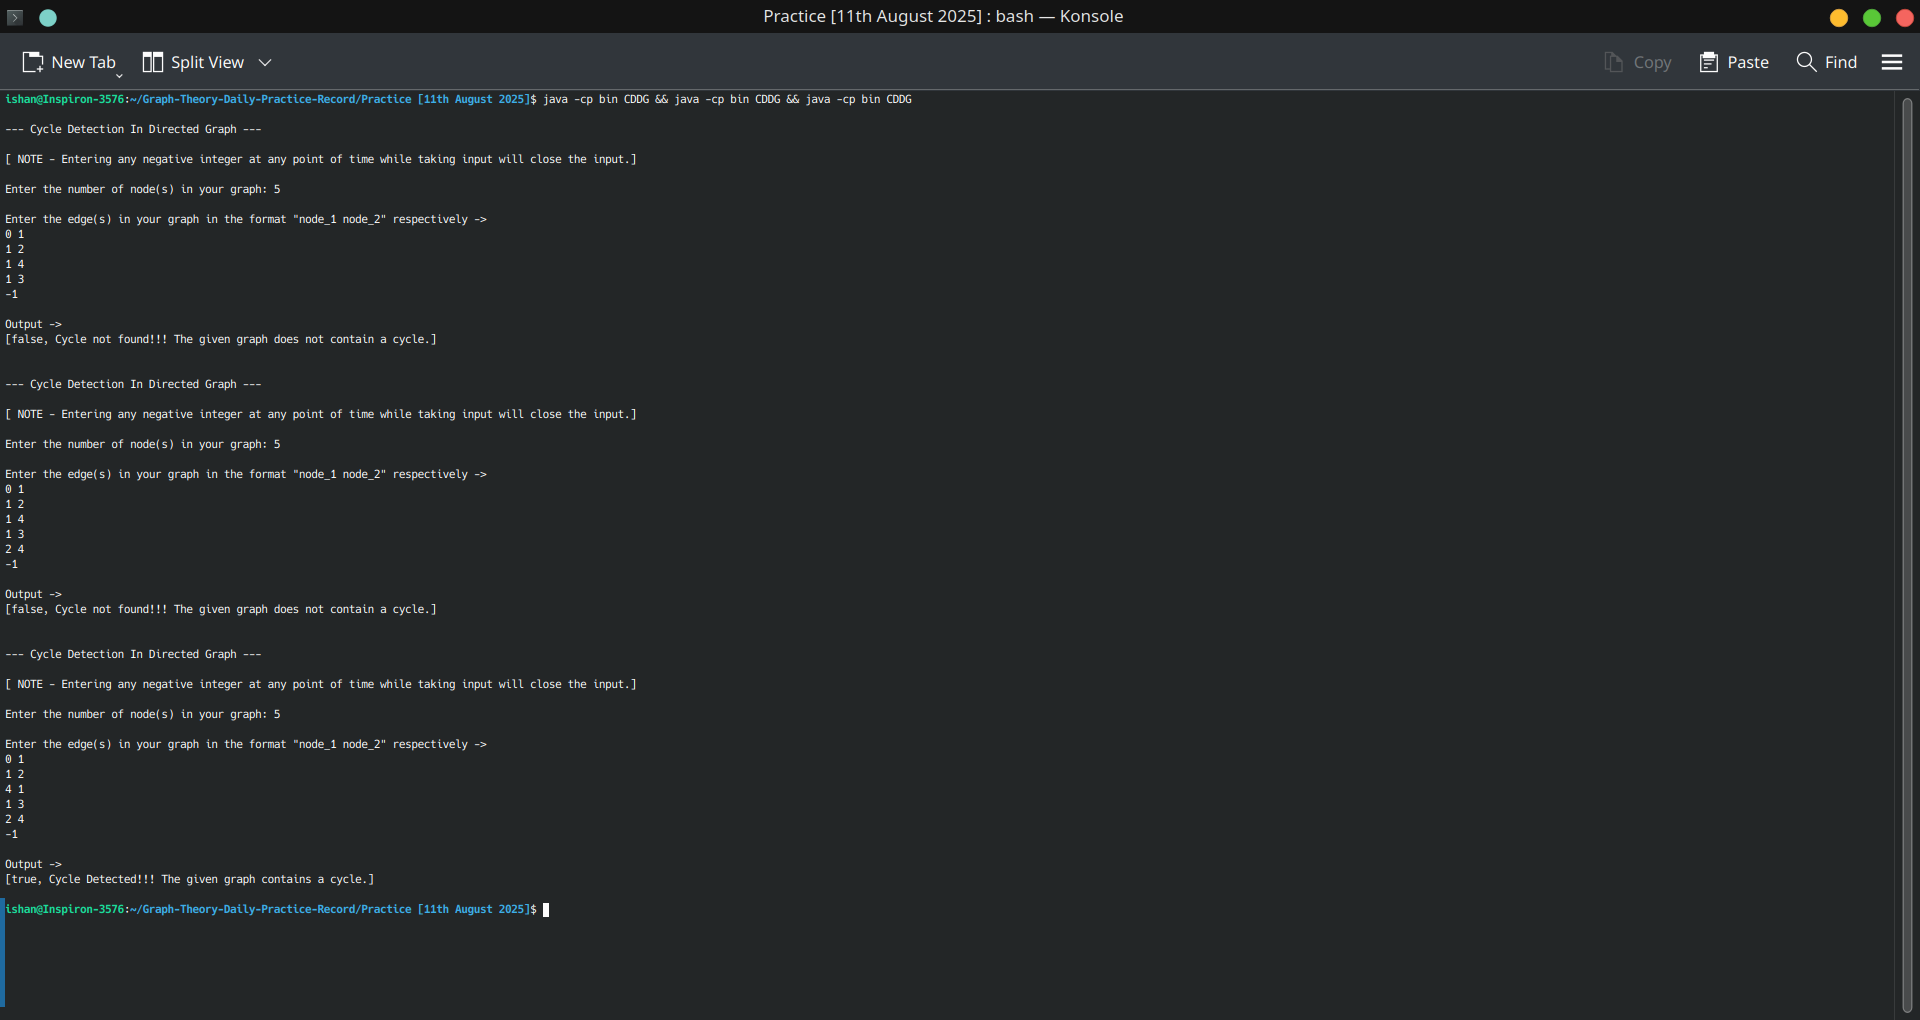 Practice [11th August 2025] : bash — Konsole
New Tab
Split View
Copy
Paste
Find
ishan@Inspiron-3576:~/Graph-Theory-Daily-Practice-Record/Practice [11th August 2025]$ java -cp bin CDDG && java -cp bin CDDG && java -cp bin CDDG
--- Cycle Detection In Directed Graph ---
[ NOTE - Entering any negative integer at any point of time while taking input will close the input.]
Enter the number of node(s) in your graph: 5
Enter the edge(s) in your graph in the format "node_1 node_2" respectively ->
0 1
1 2
1 4
1 3
-1
Output ->
[false, Cycle not found!!! The given graph does not contain a cycle.]
--- Cycle Detection In Directed Graph ---
[ NOTE - Entering any negative integer at any point of time while taking input will close the input.]
Enter the number of node(s) in your graph: 5
Enter the edge(s) in your graph in the format "node_1 node_2" respectively ->
0 1
1 2
1 4
1 3
2 4
-1
Output ->
[false, Cycle not found!!! The given graph does not contain a cycle.]
--- Cycle Detection In Directed Graph ---
[ NOTE - Entering any negative integer at any point of time while taking input will close the input.]
Enter the number of node(s) in your graph: 5
Enter the edge(s) in your graph in the format "node_1 node_2" respectively ->
0 1
1 2
4 1
1 3
2 4
-1
Output ->
[true, Cycle Detected!!! The given graph contains a cycle.]
ishan@Inspiron-3576:~/Graph-Theory-Daily-Practice-Record/Practice [11th August 2025]$